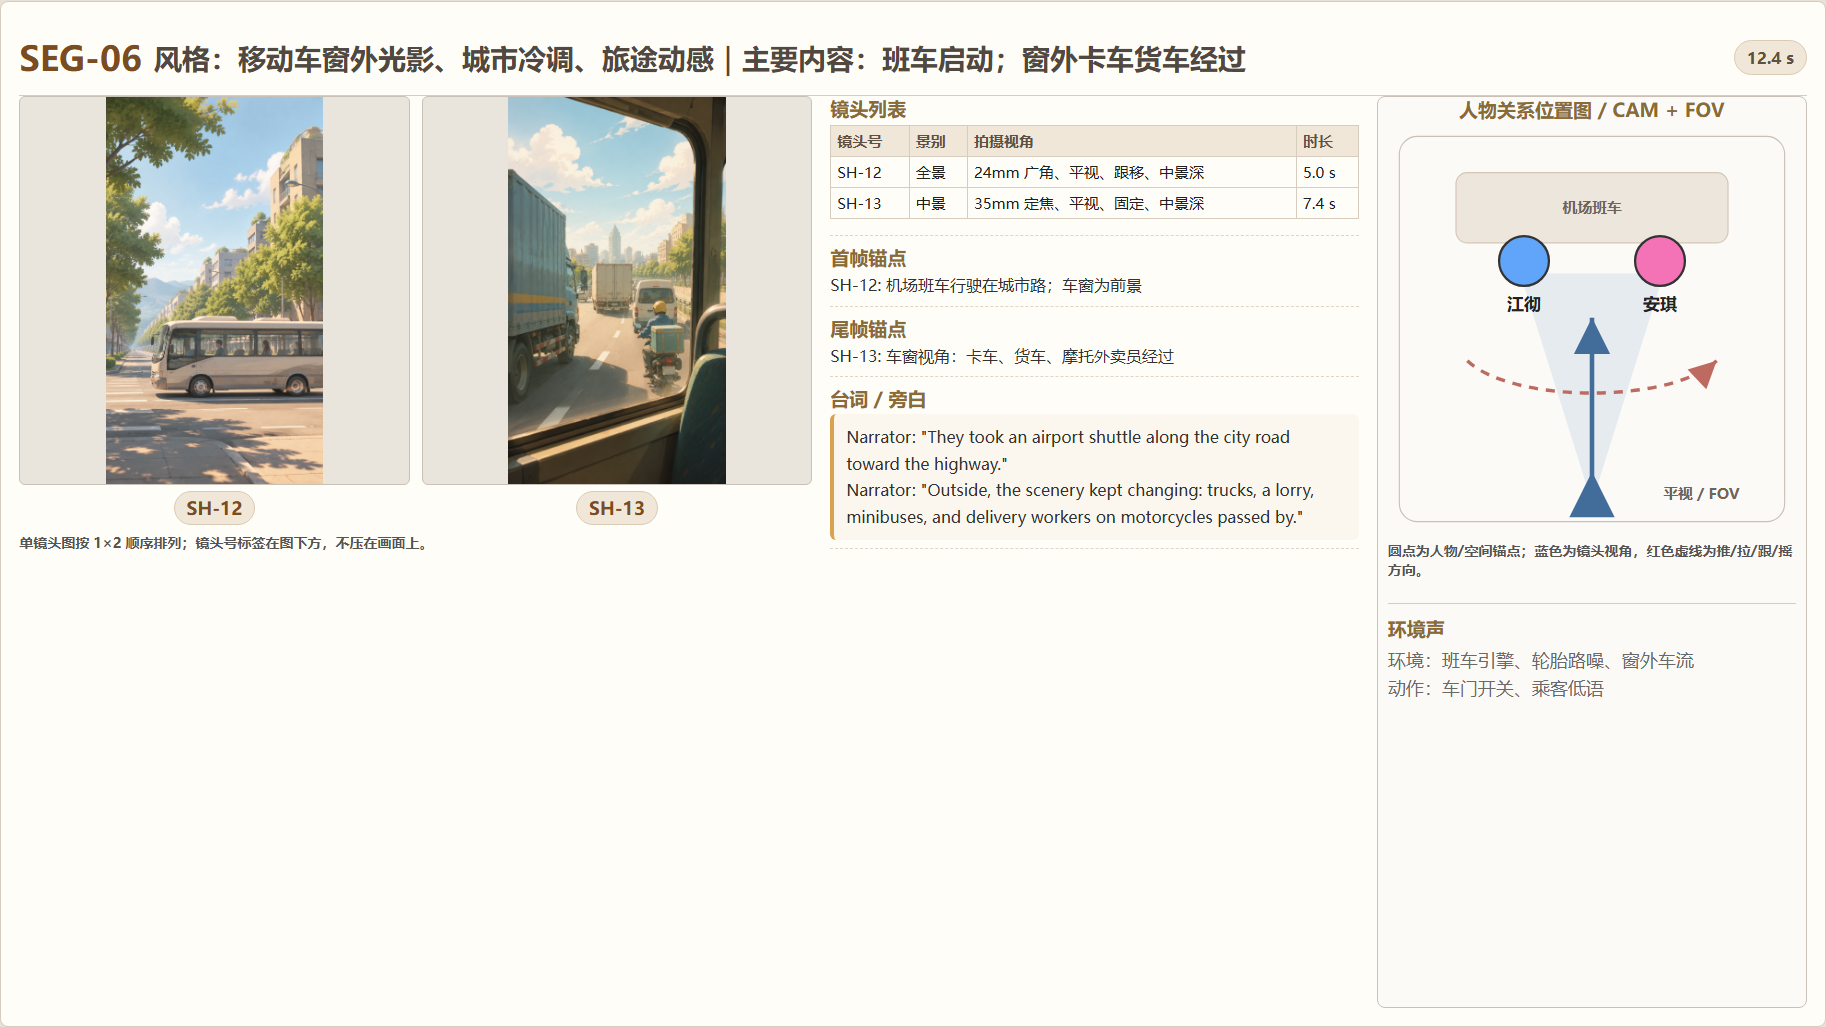 SEG-06 风格：移动车窗外光影、城市冷调、旅途动感 | 主要内容：班车启动；窗外卡车货车经过
12.4 s
SH-12
SH-13
单镜头图按 1×2 顺序排列；镜头号标签在图下方，不压在画面上。
镜头列表
镜头号 景别 拍摄视角 时长
SH-12 全景 24mm 广角、平视、跟移、中景深 5.0 s
SH-13 中景 35mm 定焦、平视、固定、中景深 7.4 s
首帧锚点
SH-12: 机场班车行驶在城市路；车窗为前景
尾帧锚点
SH-13: 车窗视角：卡车、货车、摩托外卖员经过
台词 / 旁白
Narrator: "They took an airport shuttle along the city road
toward the highway."
Narrator: "Outside, the scenery kept changing: trucks, a lorry,
minibuses, and delivery workers on motorcycles passed by."
人物关系位置图 / CAM + FOV
机场班车
江彻
安琪
平视 / FOV
圆点为人物/空间锚点；蓝色为镜头视角，红色虚线为推/拉/跟/摇
方向。
环境声
环境：班车引擎、轮胎路噪、窗外车流
动作：车门开关、乘客低语